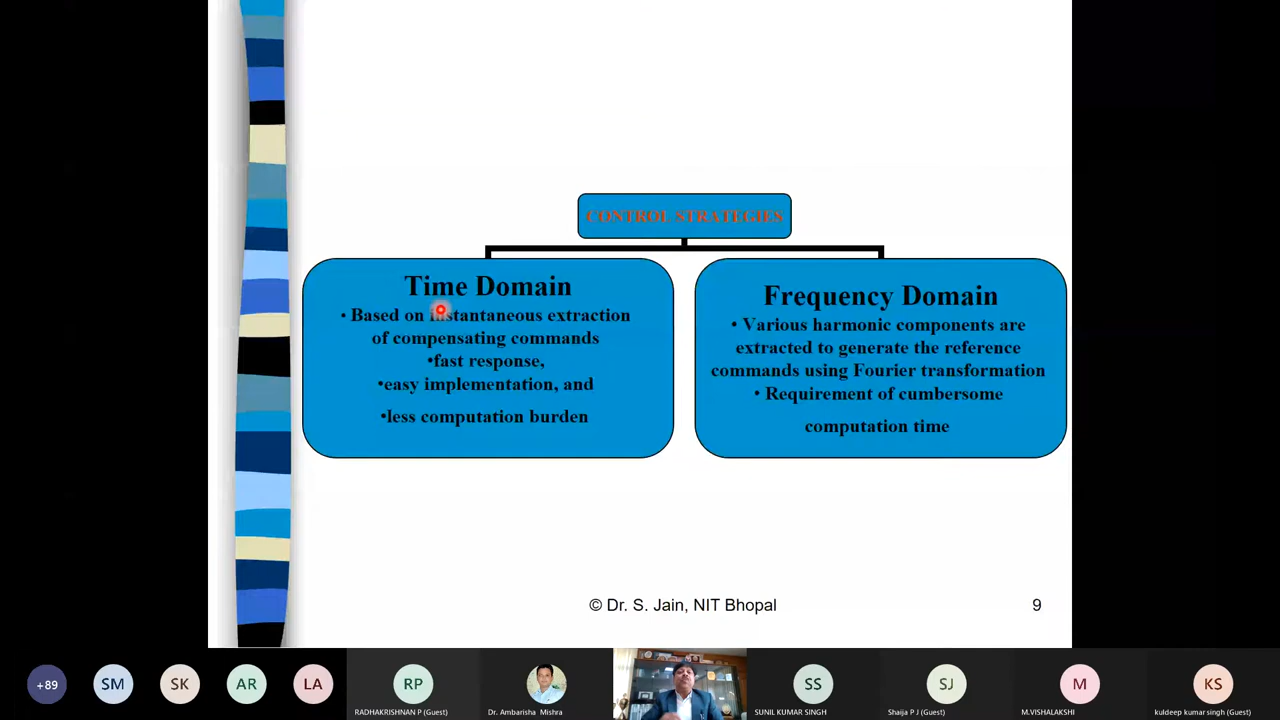 CONTROL STRATEGIES
Time Domain
• Based on instantaneous extraction
of compensating commands
•fast response,
•easy implementation, and
•less computation burden
Frequency Domain
• Various harmonic components are
extracted to generate the reference
commands using Fourier transformation
• Requirement of cumbersome
computation time
© Dr. S. Jain, NIT Bhopal
9
+89
SM
SK
AR
LA
RP
RADHAKRISHNAN P (Guest)
Dr. Ambarisha Mishra
SS
SUNIL KUMAR SINGH
SJ
Shaija P J (Guest)
M
M.VISHALAKSHI
KS
kuldeep kumar singh (Guest)